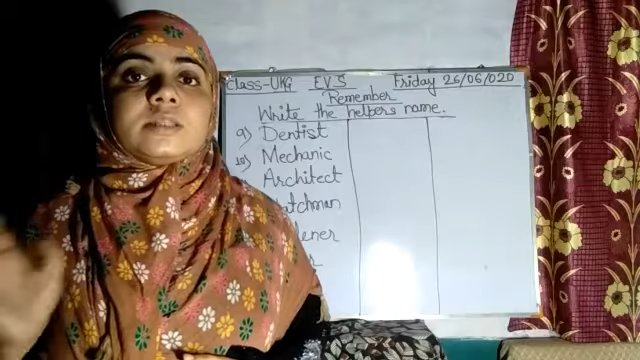 Class-UKG EVS Friday 26/06/020
Remember
Write the helpers name.
9) Dentist
10) Mechanic
Architect